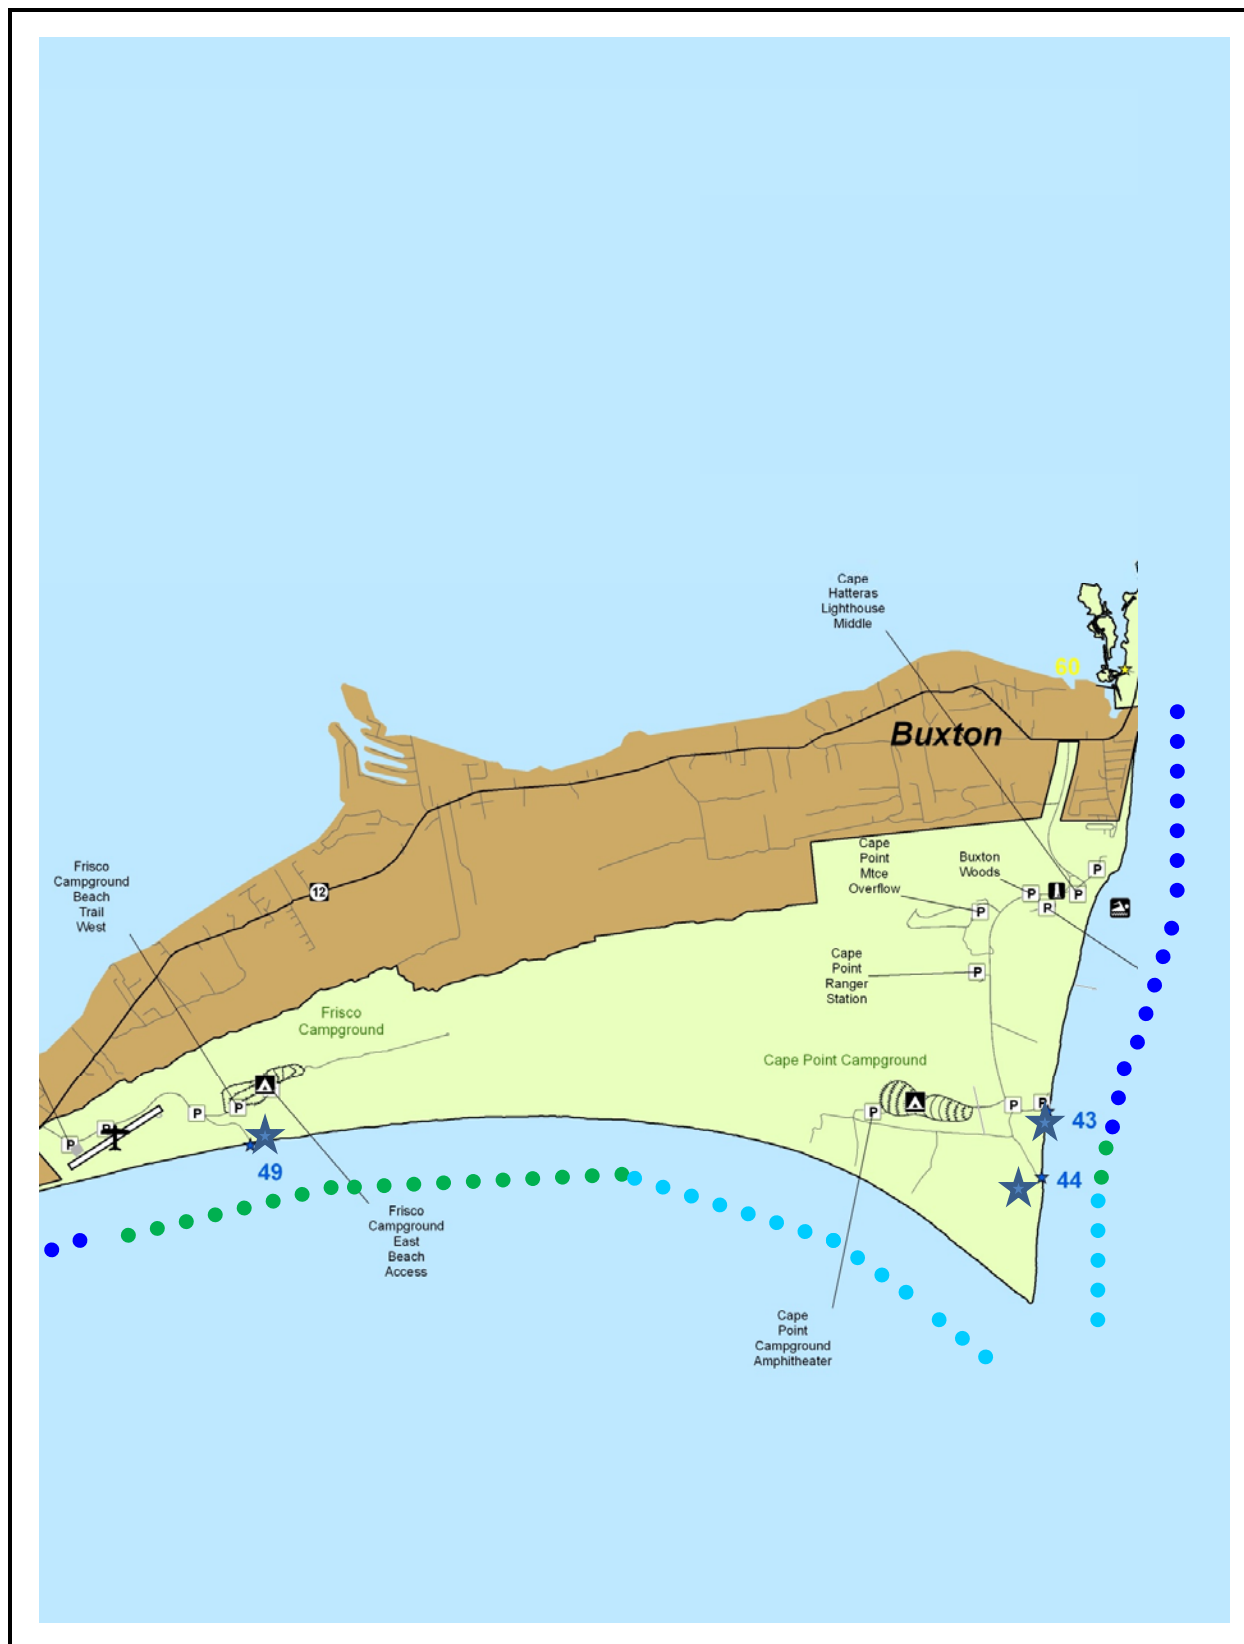 Cape
Hatteras
Lighthouse
Middle
60
Buxton
Cape
Point
Mtce
Overflow
Buxton
Woods
Frisco
Campground
Beach
Trail
West
12
P
P
P
P
R
Cape
Point
Ranger
Station
P
Frisco
Campground
Cape Point Campground
P
P
P
P
P
P
P
P
43
49
44
Frisco
Campground
East
Beach
Access
Cape
Point
Campground
Amphitheater